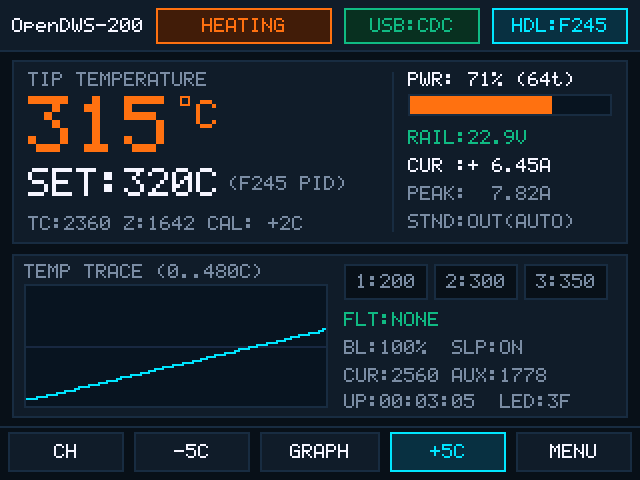 OpenDWS-200 HEATING USB:CDC HDL:F245
TIP TEMPERATURE
315°C
SET:320C (F245 PID)
TC:2360 Z:1642 CAL: +2C
PWR: 71% (64t)
RAIL:22.9V
CUR :+ 6.45A
PEAK: 7.82A
STND:OUT(AUTO)
TEMP TRACE (0..480C)
1:200 2:300 3:350
FLT:NONE
BL:100% SLP:ON
CUR:2560 AUX:1778
UP:00:03:05 LED:3F
CH -5C GRAPH +5C MENU